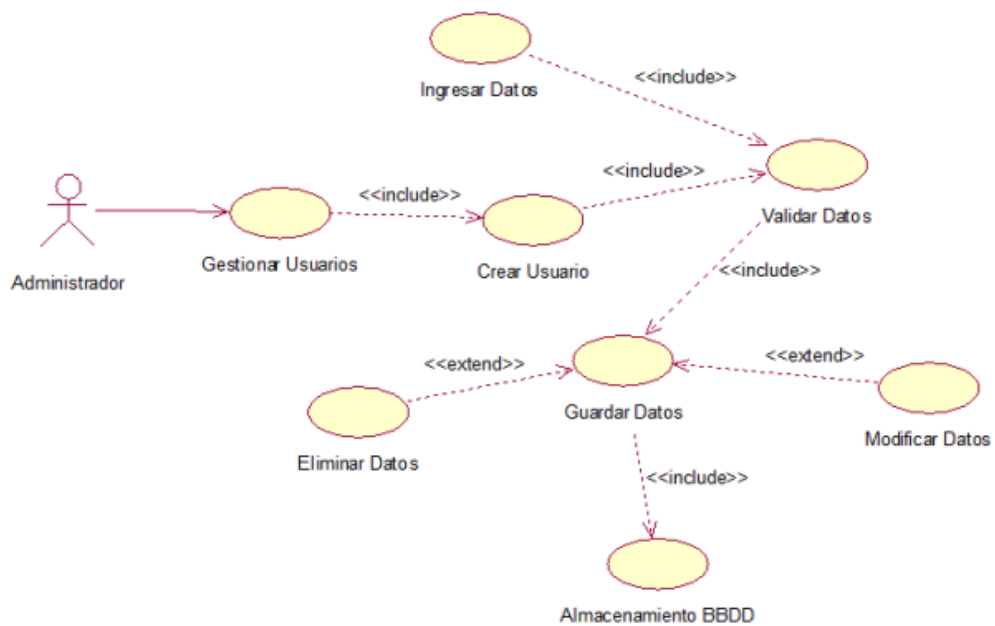 Ingresar Datos
<<include>>
<<include>>
<<include>>
Validar Datos
Administrador
Gestionar Usuarios
Crear Usuario
<<include>>
<<extend>>
<<extend>>
Guardar Datos
Eliminar Datos
Modificar Datos
<<include>>
Almacenamiento BBDD